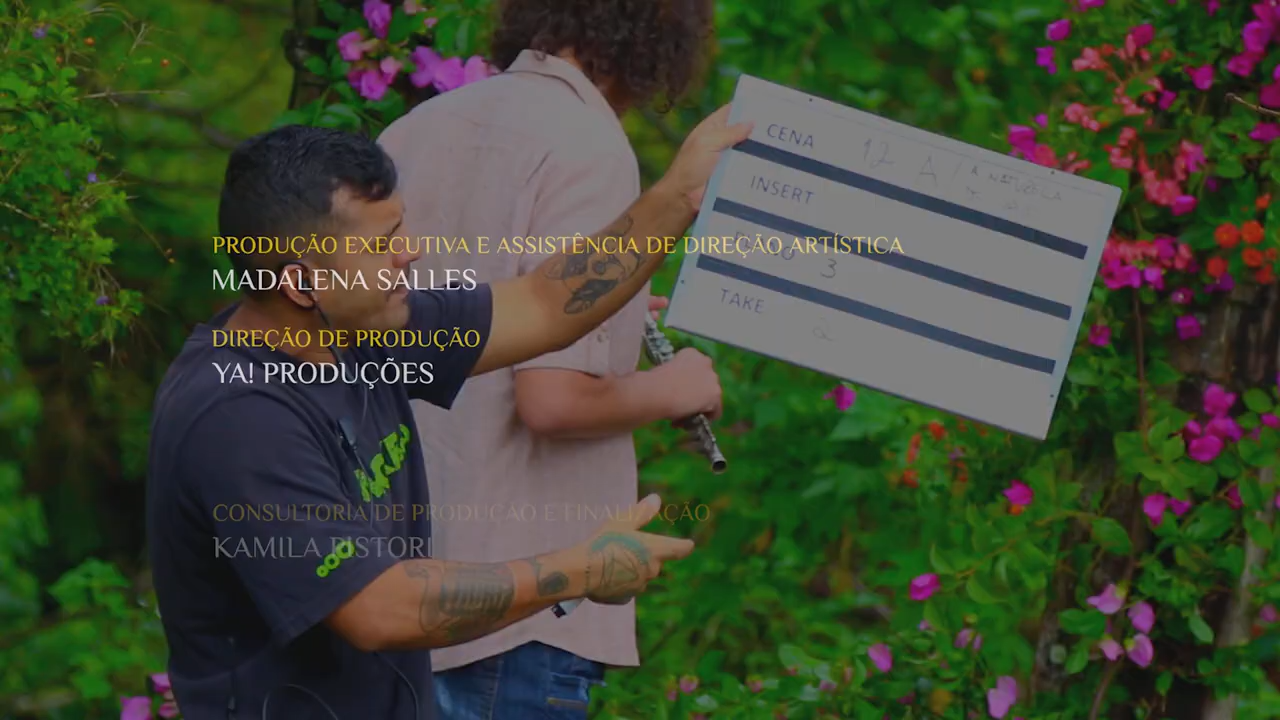 PRODUÇÃO EXECUTIVA E ASSISTÊNCIA DE DIREÇÃO ARTÍSTICA
MADALENA SALLES
DIREÇÃO DE PRODUÇÃO
YA! PRODUÇÕES
CONSULTORIA DE PRODUÇÃO E FINALIZAÇÃO
KAMILA PISTORI
CENA 12 A
INSERT
3
TAKE 2